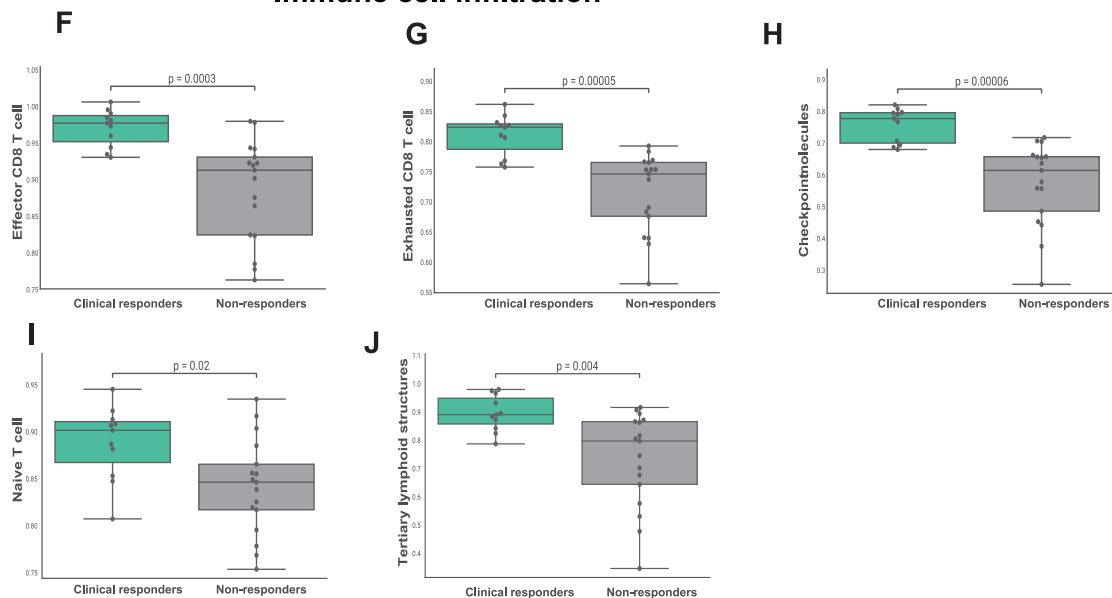 Immune cell infiltration
F
G
H
p = 0.0003
p = 0.00005
p = 0.00006
Effector CD8 T cell
1.05
1.00
0.95
0.90
0.85
0.80
0.75
Exhausted CD8 T cell
0.90
0.85
0.80
0.75
0.70
0.65
0.60
0.55
Checkpointmolecules
0.9
0.8
0.7
0.6
0.5
0.4
0.3
Clinical responders Non-responders
Clinical responders Non-responders
Clinical responders Non-responders
I
J
p = 0.02
p = 0.004
Naive T cell
0.95
0.90
0.85
0.80
0.75
Tertiary lymphoid structures
1.1
1.0
0.9
0.8
0.7
0.6
0.5
0.4
Clinical responders Non-responders
Clinical responders Non-responders